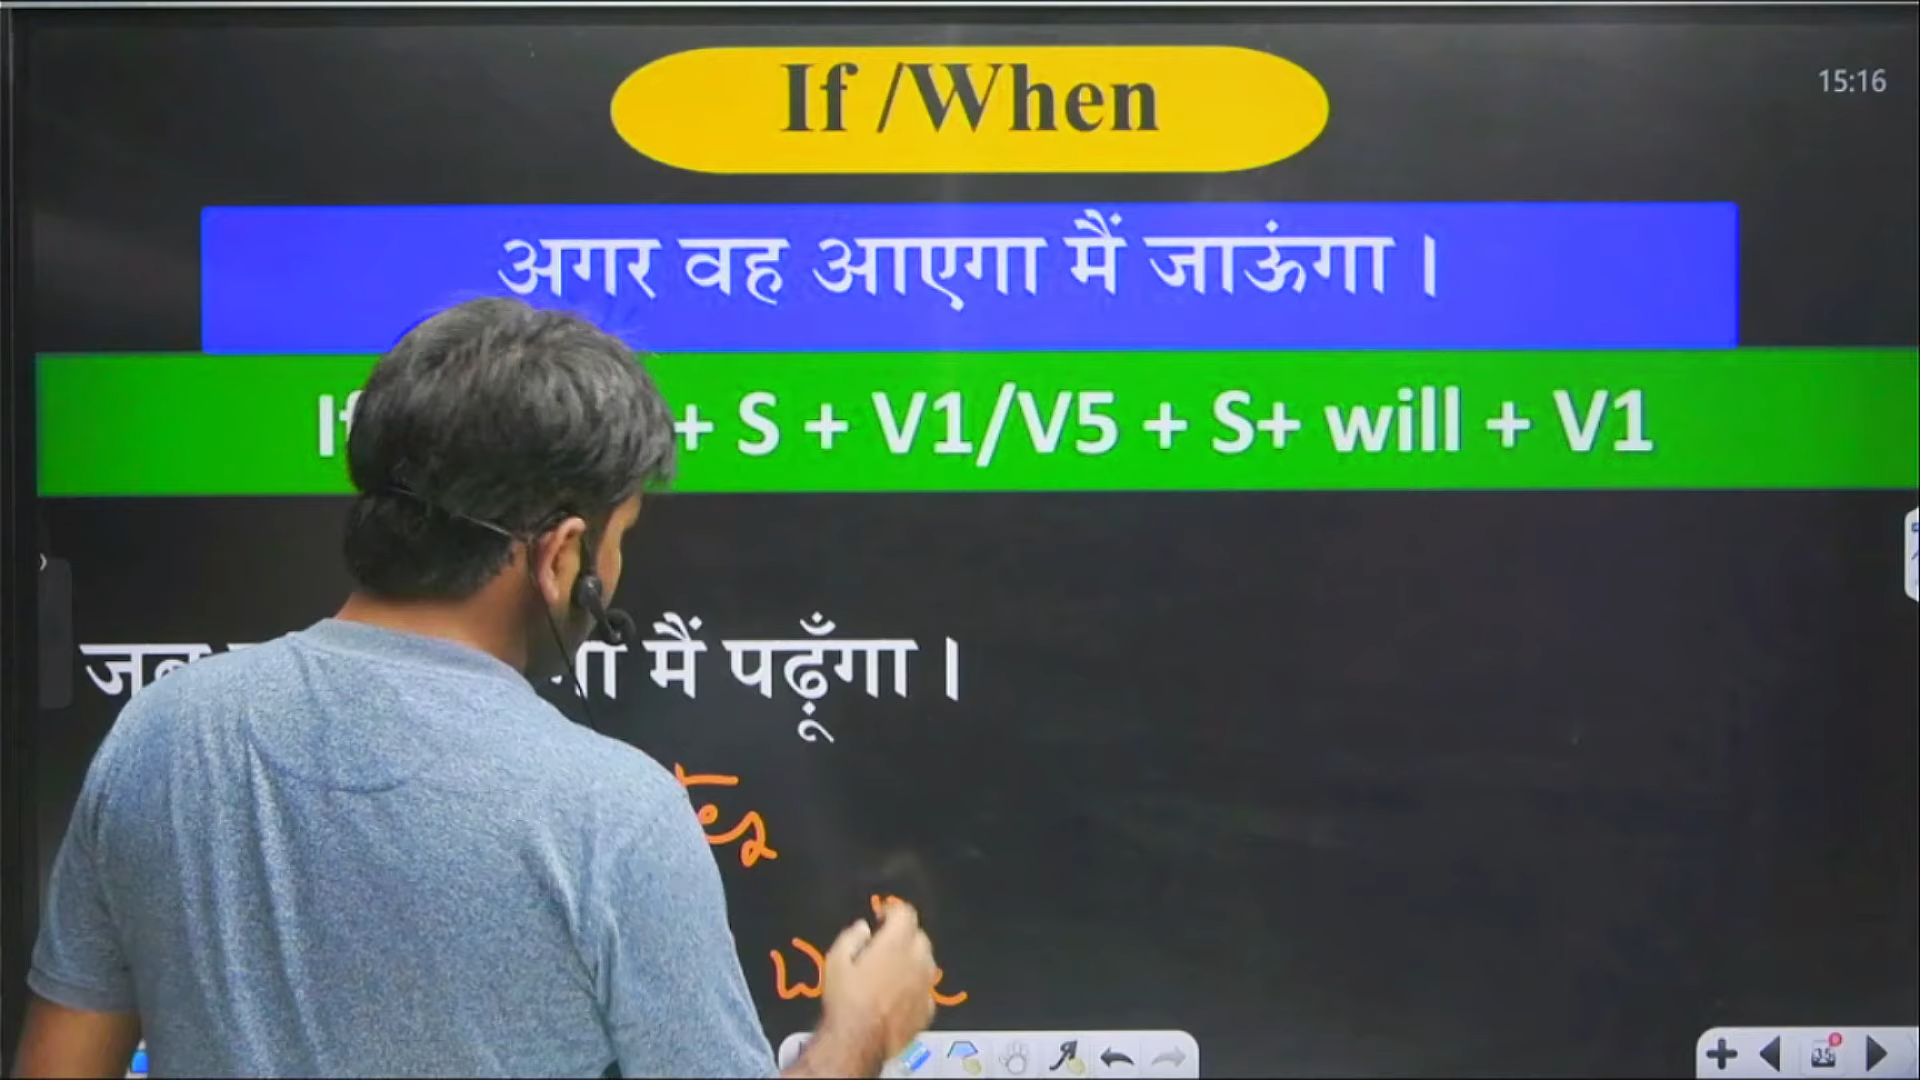 If /When
15:16
अगर वह आएगा मैं जाऊंगा।
+ S + V1/V5 + S+ will + V1
मैं पढ़ूँगा।